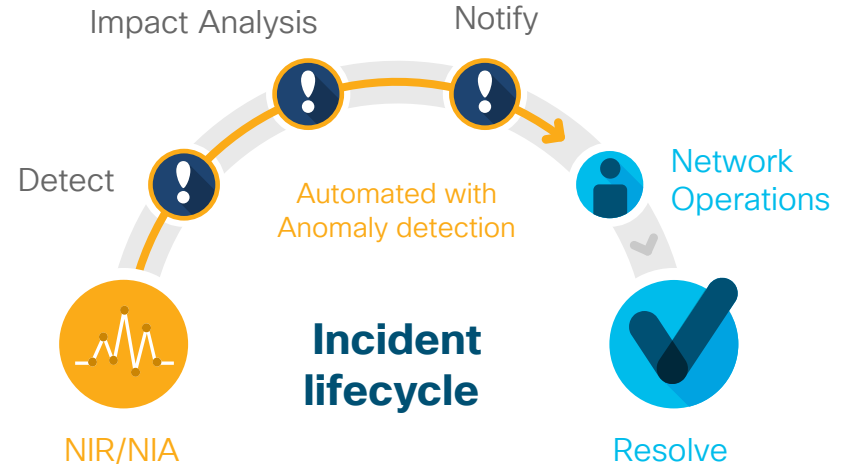 Impact Analysis
Notify
Detect
Network
Operations
Automated with
Anomaly detection
Incident
lifecycle
NIR/NIA
Resolve